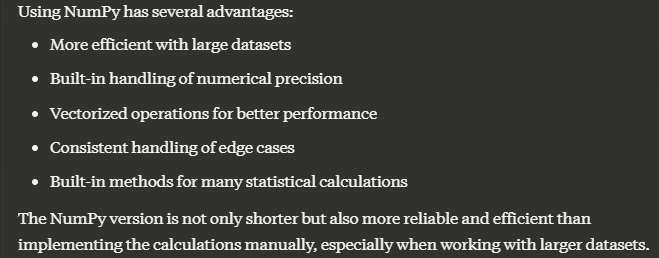 Using NumPy has several advantages:
• More efficient with large datasets
• Built-in handling of numerical precision
• Vectorized operations for better performance
• Consistent handling of edge cases
• Built-in methods for many statistical calculations
The NumPy version is not only shorter but also more reliable and efficient than
implementing the calculations manually, especially when working with larger datasets.